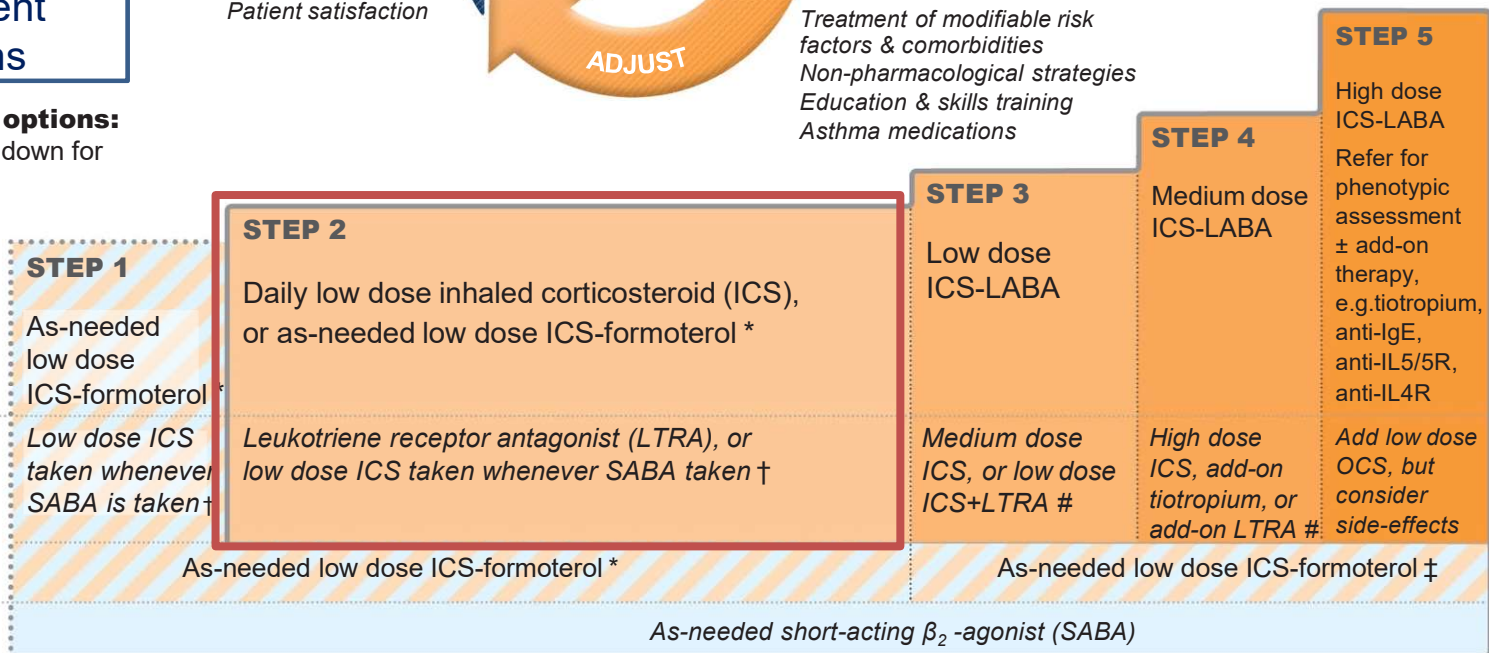 ent
ns
Patient satisfaction
ADJUST
Treatment of modifiable risk
factors & comorbidities
Non-pharmacological strategies
Education & skills training
Asthma medications
options:
down for
STEP 1
As-needed
low dose
ICS-formoterol *
Low dose ICS
taken whenever
SABA is taken †
STEP 2
Daily low dose inhaled corticosteroid (ICS),
or as-needed low dose ICS-formoterol *
Leukotriene receptor antagonist (LTRA), or
low dose ICS taken whenever SABA taken †
STEP 3
Low dose
ICS-LABA
Medium dose
ICS, or low dose
ICS+LTRA #
STEP 4
Medium dose
ICS-LABA
High dose
ICS, add-on
tiotropium, or
add-on LTRA #
STEP 5
High dose
ICS-LABA
Refer for
phenotypic
assessment
± add-on
therapy,
e.g.tiotropium,
anti-IgE,
anti-IL5/5R,
anti-IL4R
Add low dose
OCS, but
consider
side-effects
As-needed low dose ICS-formoterol *
As-needed low dose ICS-formoterol ‡
As-needed short-acting β₂ -agonist (SABA)